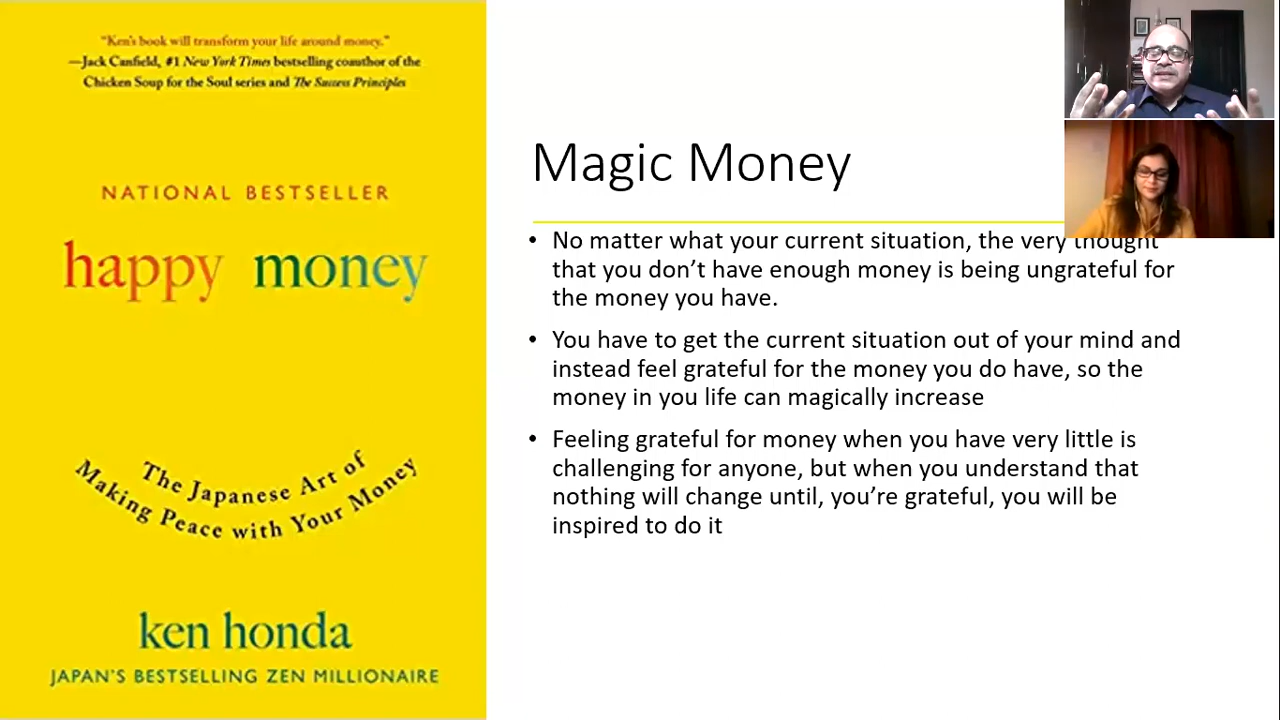 "Ken's book will transform your life around money."
—Jack Canfield, #1 New York Times bestselling coauthor of the
Chicken Soup for the Soul series and The Success Principles
NATIONAL BESTSELLER
happy money
The Japanese Art of
Making Peace with Your Money
ken honda
JAPAN'S BESTSELLING ZEN MILLIONAIRE
Magic Money
• No matter what your current situation, the very thought
that you don't have enough money is being ungrateful for
the money you have.
• You have to get the current situation out of your mind and
instead feel grateful for the money you do have, so the
money in you life can magically increase
• Feeling grateful for money when you have very little is
challenging for anyone, but when you understand that
nothing will change until, you're grateful, you will be
inspired to do it